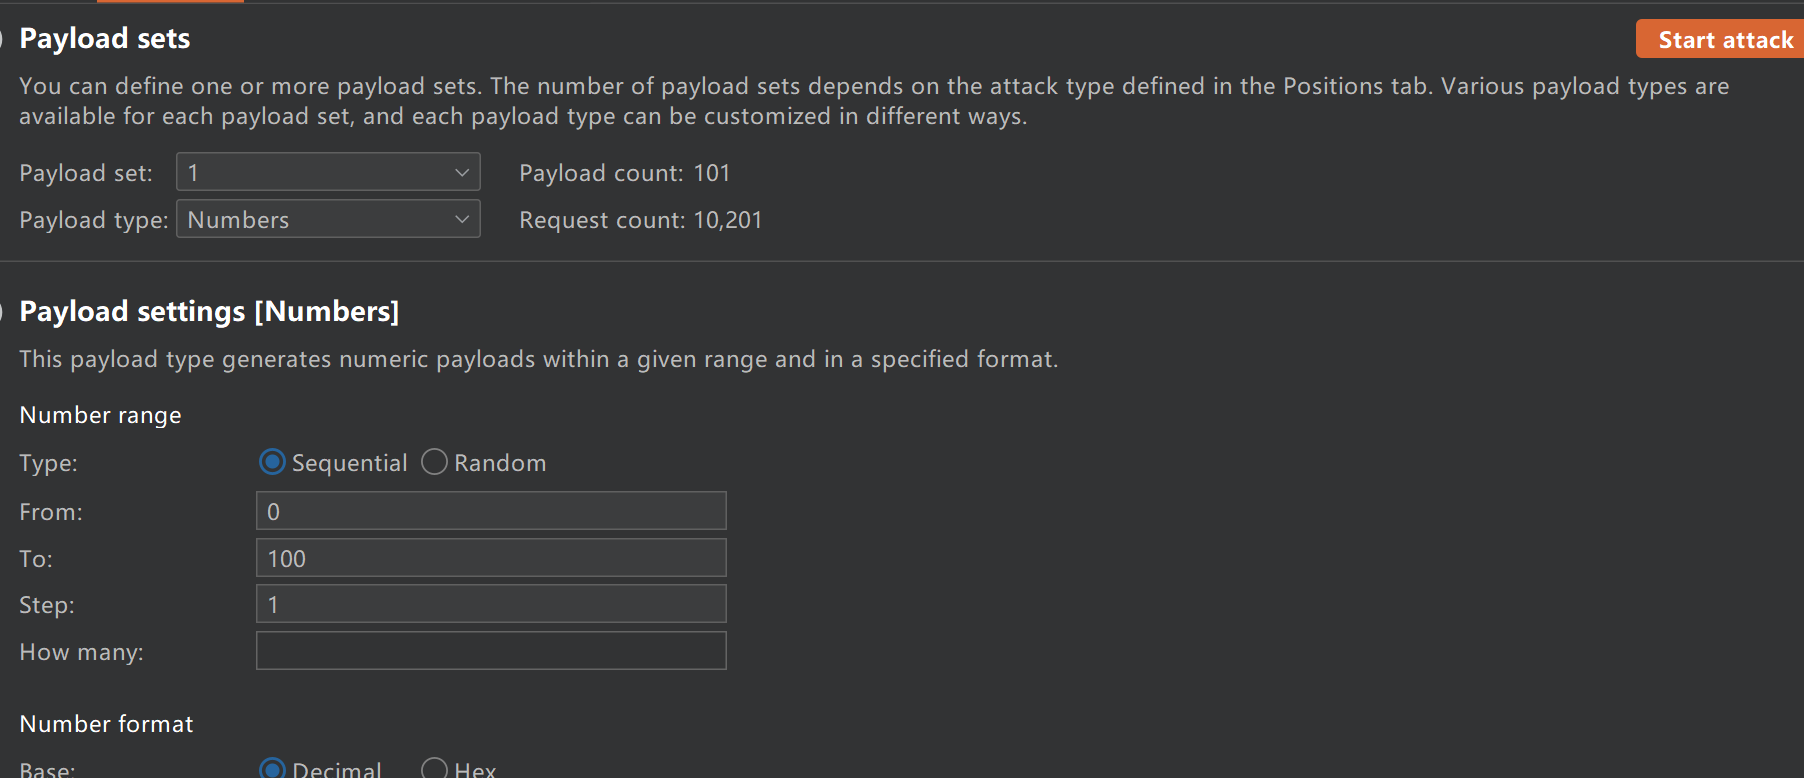 Payload sets
Start attack
You can define one or more payload sets. The number of payload sets depends on the attack type defined in the Positions tab. Various payload types are
available for each payload set, and each payload type can be customized in different ways.
Payload set: 1 Payload count: 101
Payload type: Numbers Request count: 10,201
Payload settings [Numbers]
This payload type generates numeric payloads within a given range and in a specified format.
Number range
Type: Sequential Random
From: 0
To: 100
Step: 1
How many:
Number format
Base: Decimal Hex